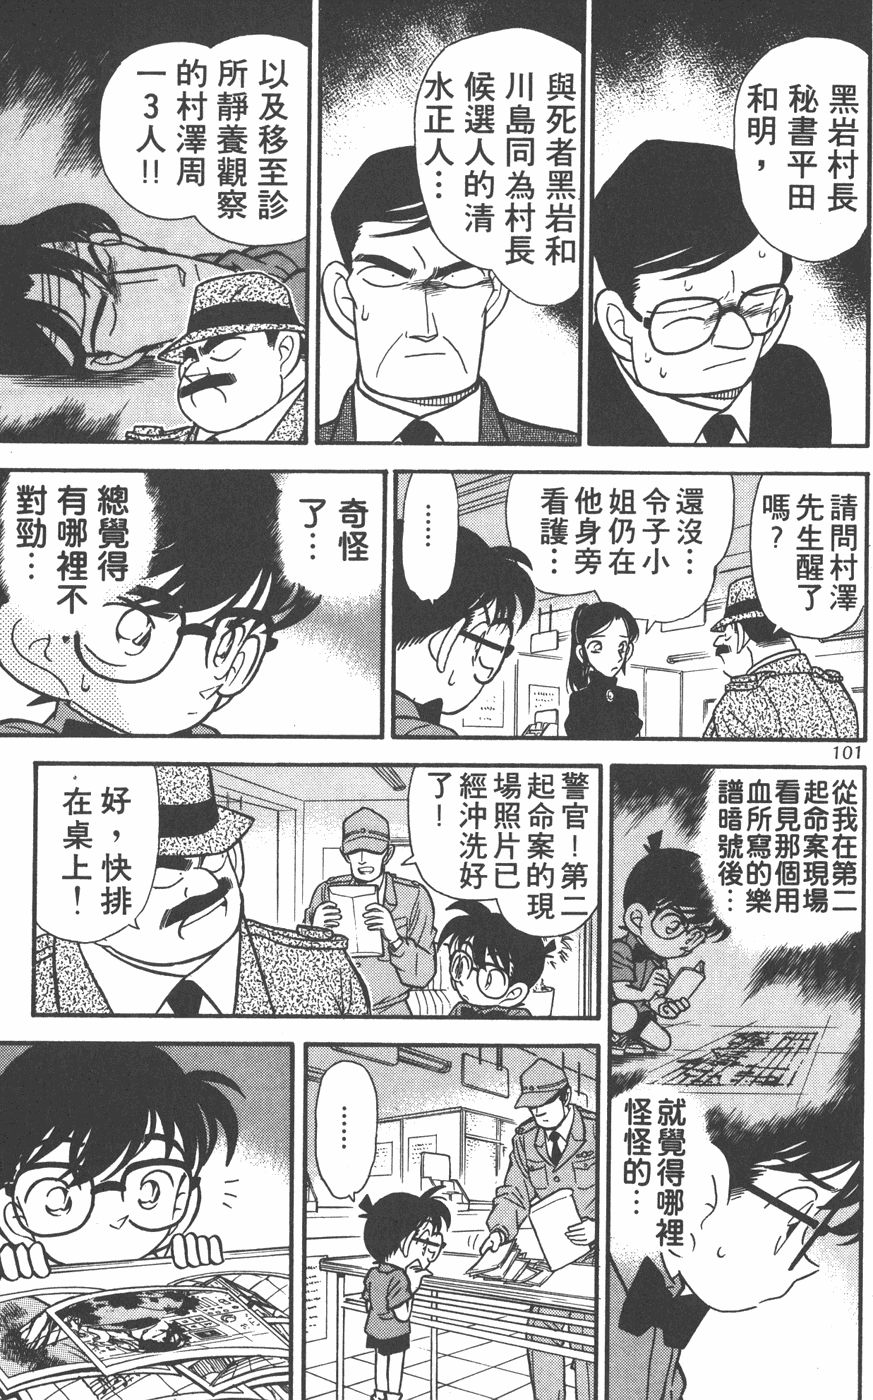 黑岩村長
秘書平田
和明，
與死者黑岩和
川島同為村長
候選人的清
水正人…
以及移至診
所靜養觀察
的村澤周
一3人!!
請問村澤
先生醒了
嗎？
還沒…
令子小
姐仍在
他身旁
看護…
……
奇怪
了…
總覺得
有哪裡不
對勁…
101
從我在第二
起命案現場
看見那個用
血所寫的樂
譜暗號後…
就覺得哪裡
怪怪的…
警官！第二
起命案的現
場照片已
經沖洗好
了！
好，快排
在桌上！
……